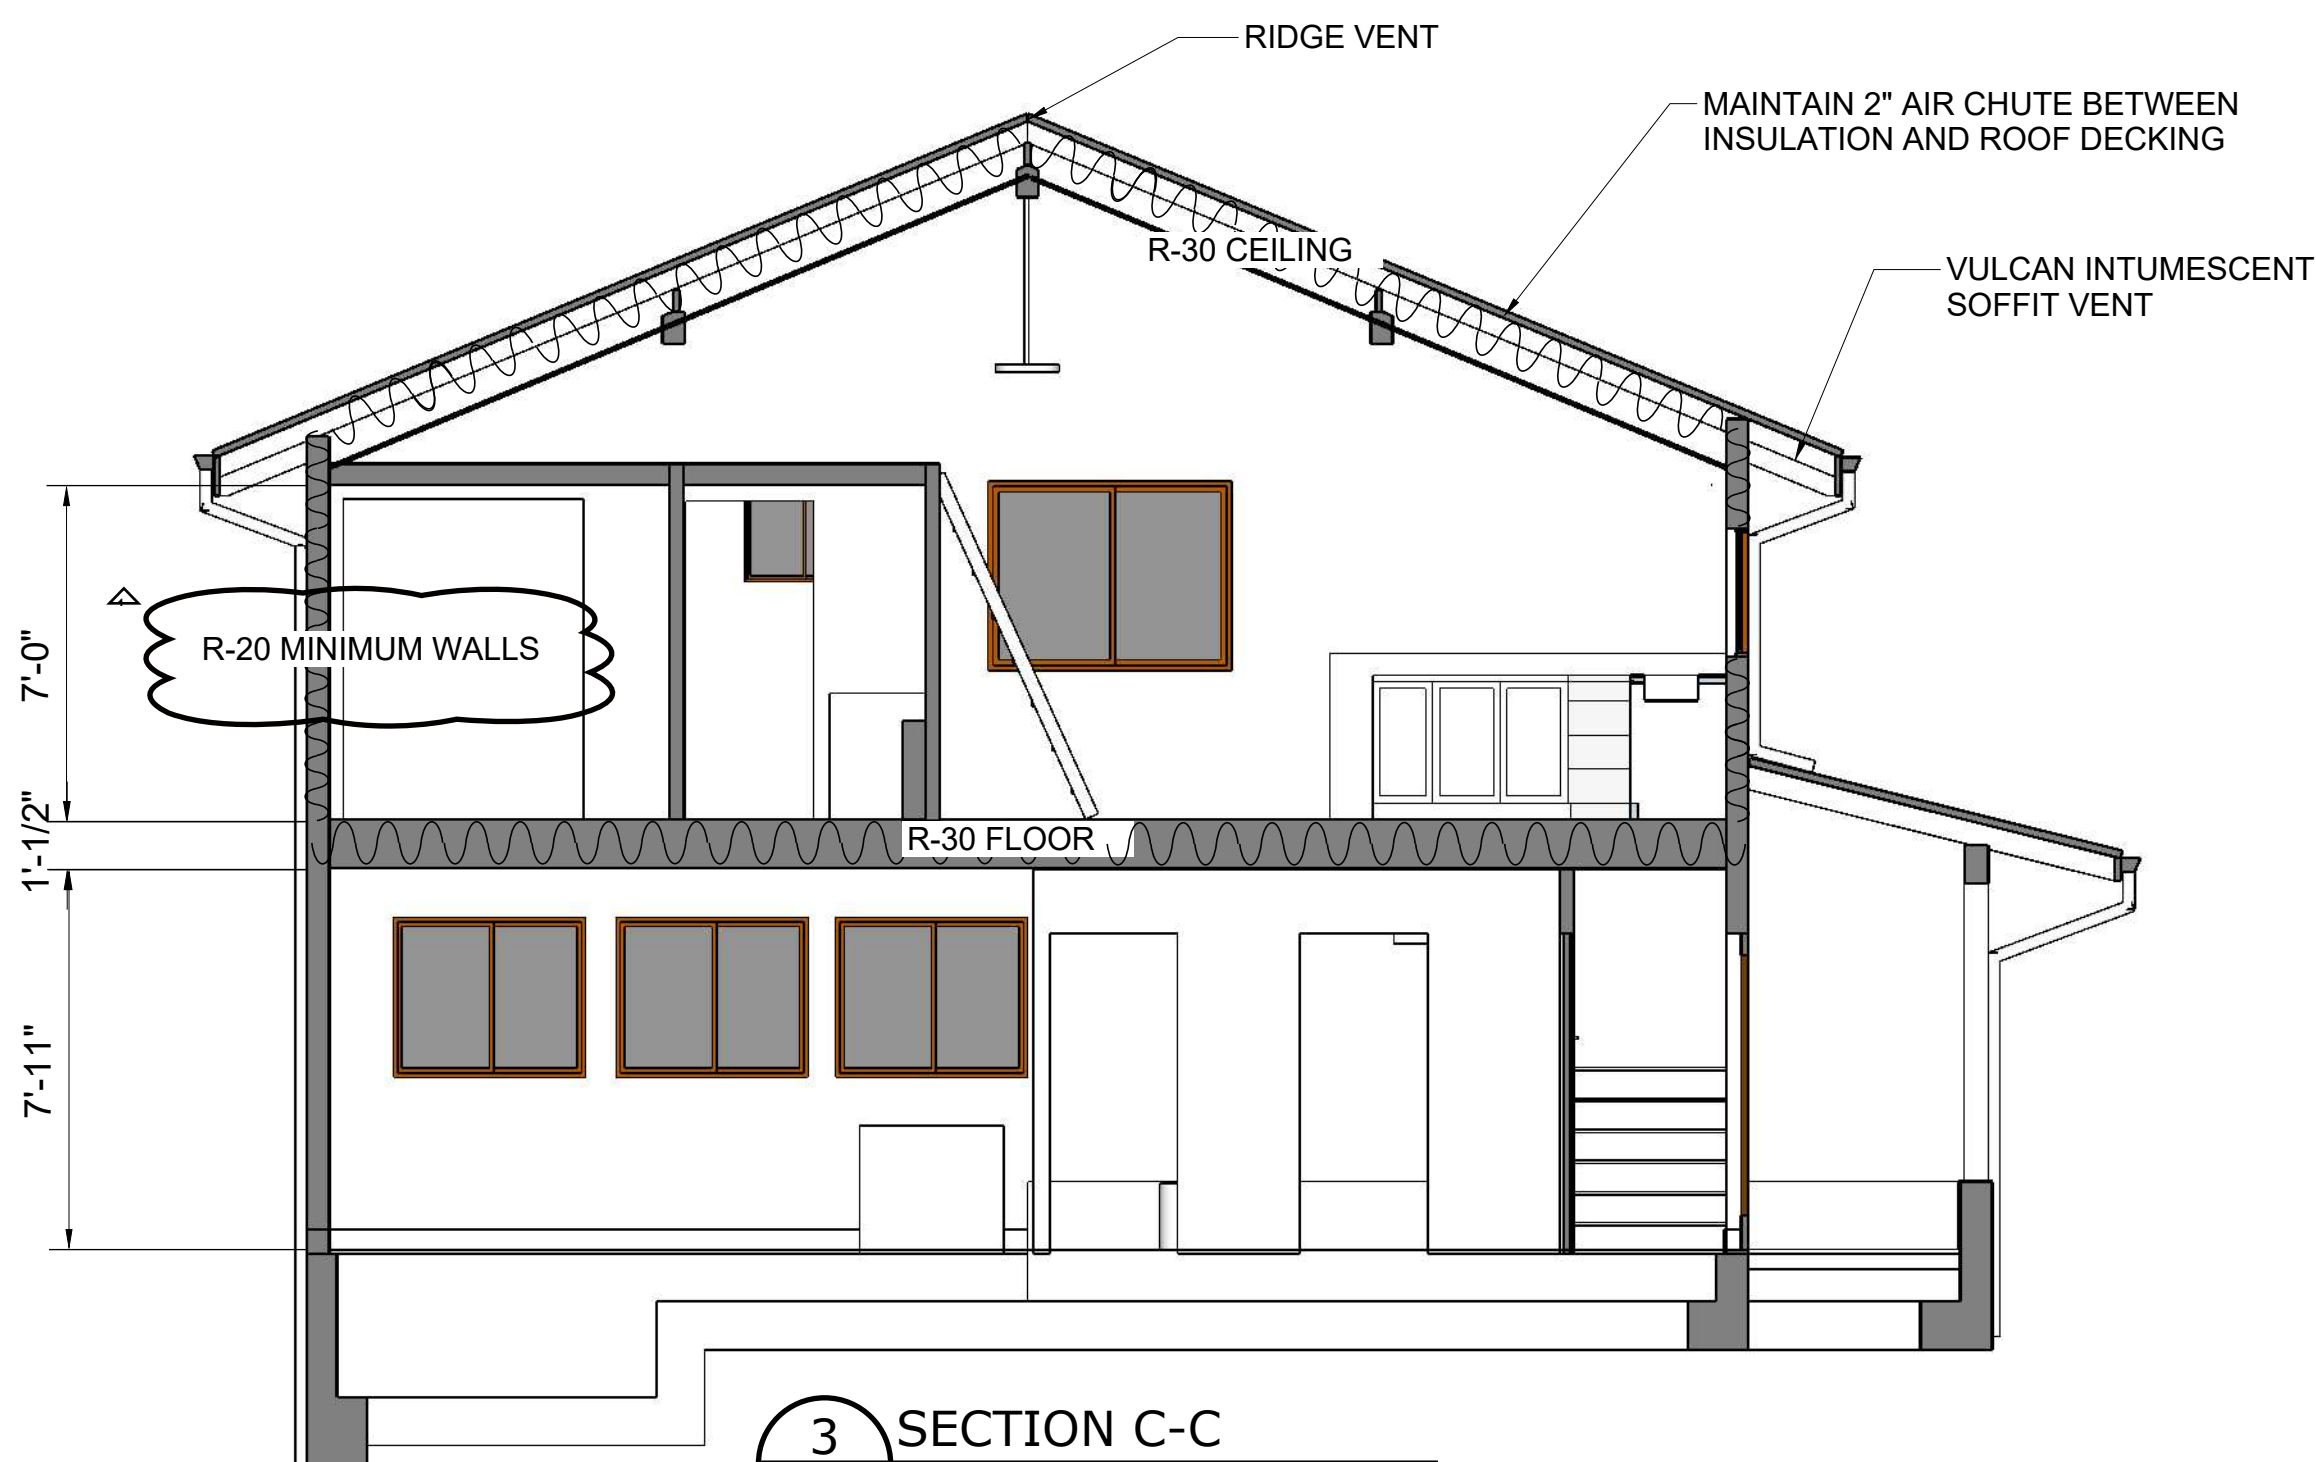 RIDGE VENT
MAINTAIN 2" AIR CHUTE BETWEEN
INSULATION AND ROOF DECKING
R-30 CEILING
VULCAN INTUMESCENT
SOFFIT VENT
1
R-20 MINIMUM WALLS
7'-0"
1'-1/2"
R-30 FLOOR
7'-11"
3
SECTION C-C